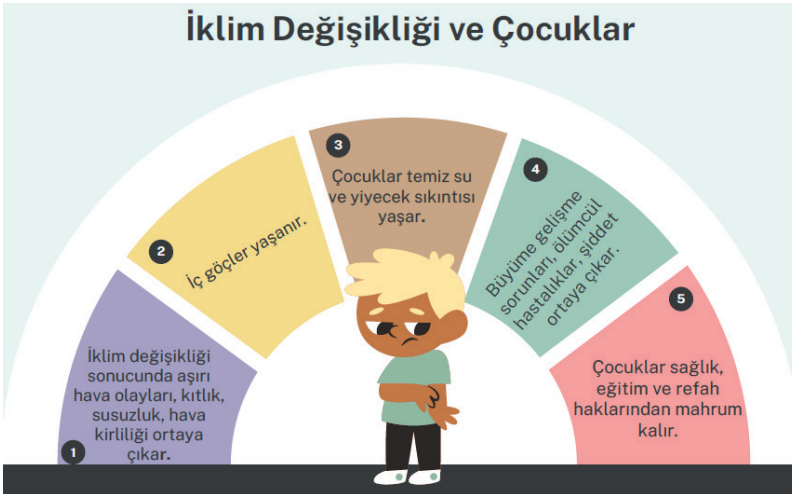 İklim Değişikliği ve Çocuklar
1
İklim değişikliği
sonucunda aşırı
hava olayları, kıtlık,
susuzluk, hava
kirliliği ortaya
çıkar.
2
İç göçler yaşanır.
3
Çocuklar temiz su
ve yiyecek sıkıntısı
yaşar.
4
Büyüme gelişme
sorunları, ölümcül
hastalıklar, şiddet
ortaya çıkar.
5
Çocuklar sağlık,
eğitim ve refah
haklarından mahrum
kalır.